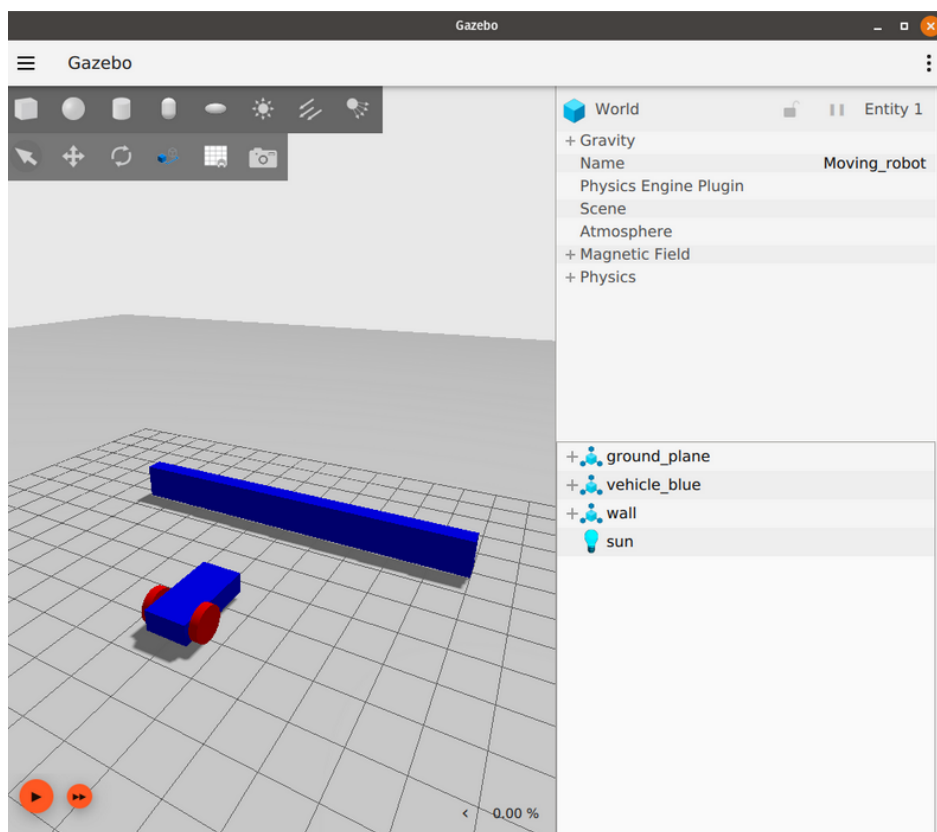 Gazebo
Gazebo
World Entity 1
+ Gravity
Name Moving_robot
Physics Engine Plugin
Scene
Atmosphere
+ Magnetic Field
+ Physics
+ ground_plane
+ vehicle_blue
+ wall
sun
< 0.00 %